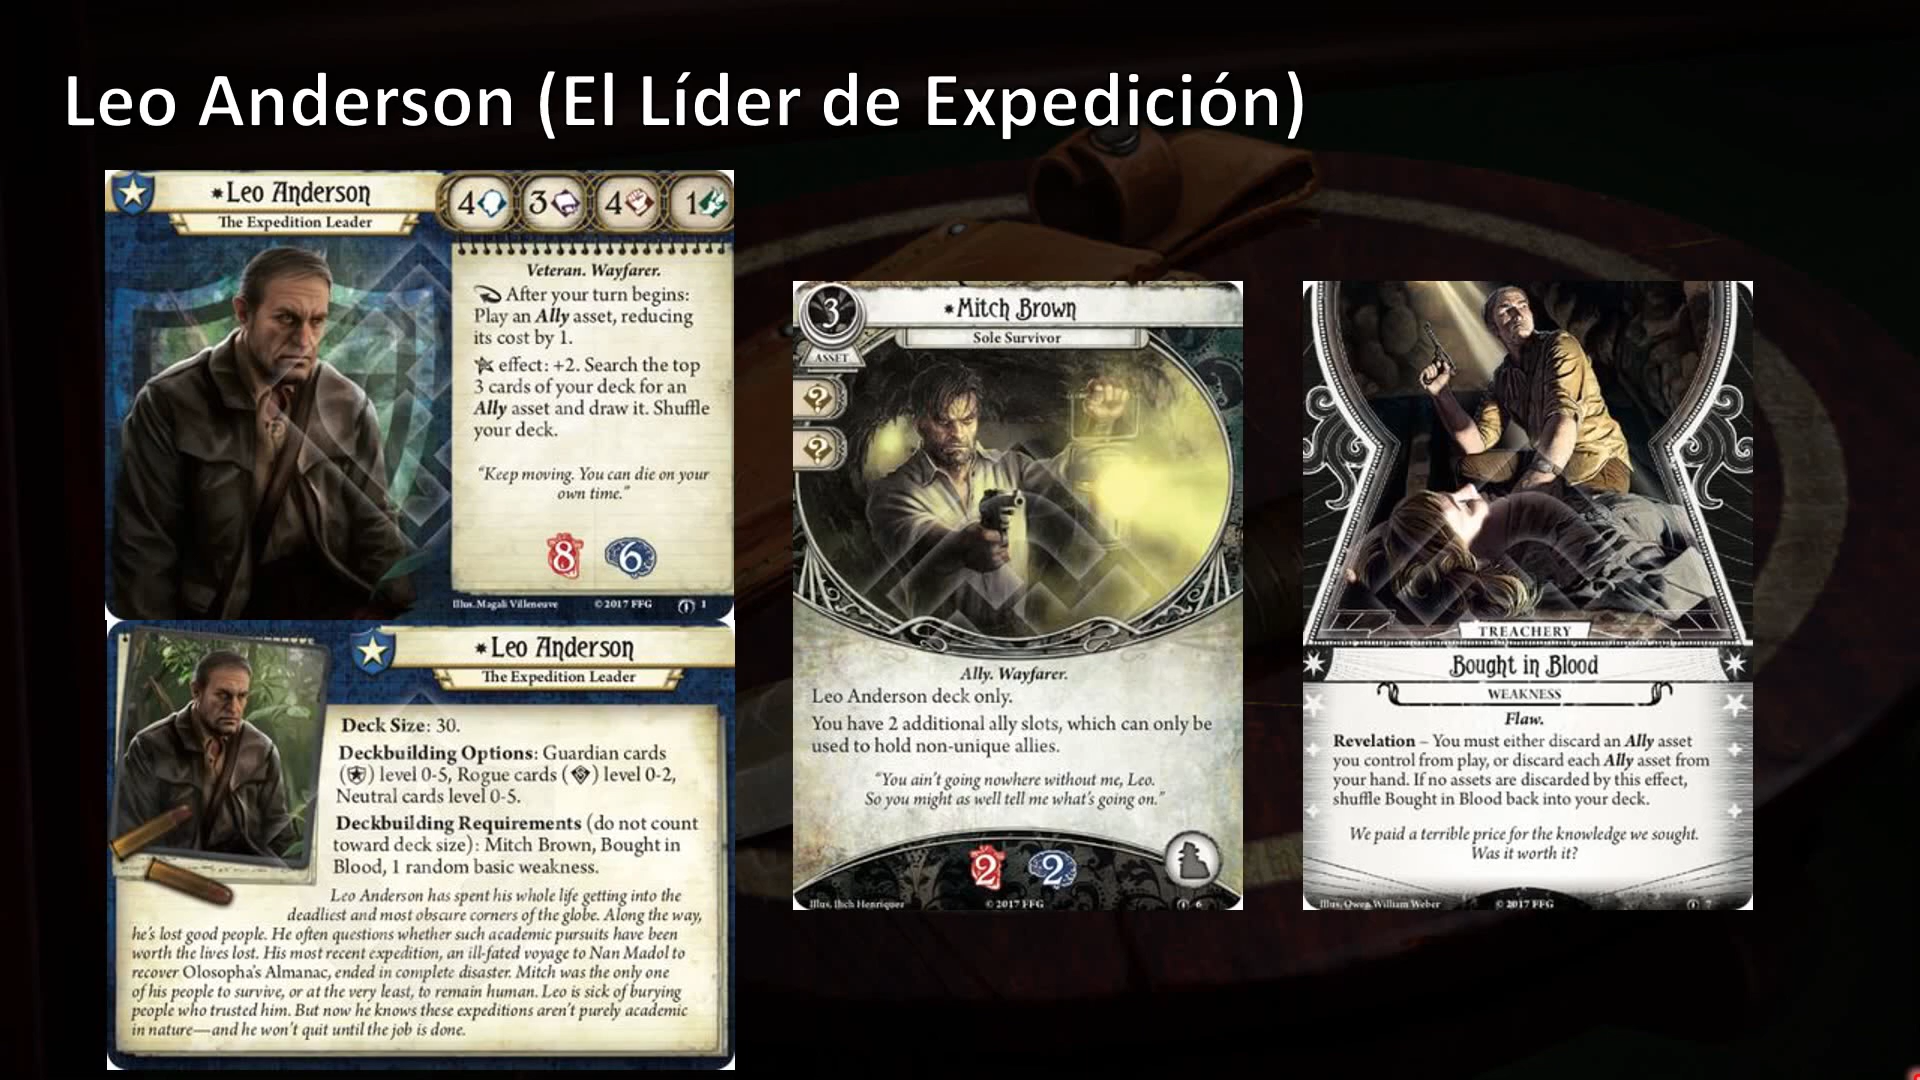 Leo Anderson (El Líder de Expedición)
Leo Anderson
The Expedition Leader
4 3 4 1
Veteran. Wayfarer.
After your turn begins:
Play an Ally asset, reducing
its cost by 1.
effect: +2. Search the top
3 cards of your deck for an
Ally asset and draw it. Shuffle
your deck.
“Keep moving. You can die on your
own time.”
8 6
Illus. Magali Villeneuve ©2017 FFG 1
Leo Anderson
The Expedition Leader
Deck Size: 30.
Deckbuilding Options: Guardian cards
() level 0-5, Rogue cards () level 0-2,
Neutral cards level 0-5.
Deckbuilding Requirements (do not count
toward deck size): Mitch Brown, Bought in
Blood, 1 random basic weakness.
Leo Anderson has spent his whole life getting into the
deadliest and most obscure corners of the globe. Along the way,
he’s lost good people. He often questions whether such academic pursuits have been
worth the lives lost. His most recent expedition, an ill-fated voyage to Nan Madol to
recover Olosopha’s Almanac, ended in complete disaster. Mitch was the only one
of his people to survive, or at the very least, to remain human. Leo is sick of burying
people who trusted him. But now he knows these expeditions aren’t purely academic
in nature—and he won’t quit until the job is done.
3
Mitch Brown
Sole Survivor
ASSET
?
?
Ally. Wayfarer.
Leo Anderson deck only.
You have 2 additional ally slots, which can only be
used to hold non-unique allies.
“You ain’t going nowhere without me, Leo.
So you might as well tell me what’s going on.”
2 2
Illus. Ilich Henriquez ©2017 FFG 6
TREACHERY
Bought in Blood
WEAKNESS
Flaw.
Revelation – You must either discard an Ally asset
you control from play, or discard each Ally asset from
your hand. If no assets are discarded by this effect,
shuffle Bought in Blood back into your deck.
We paid a terrible price for the knowledge we sought.
Was it worth it?
Illus. Owen William Weber ©2017 FFG 7